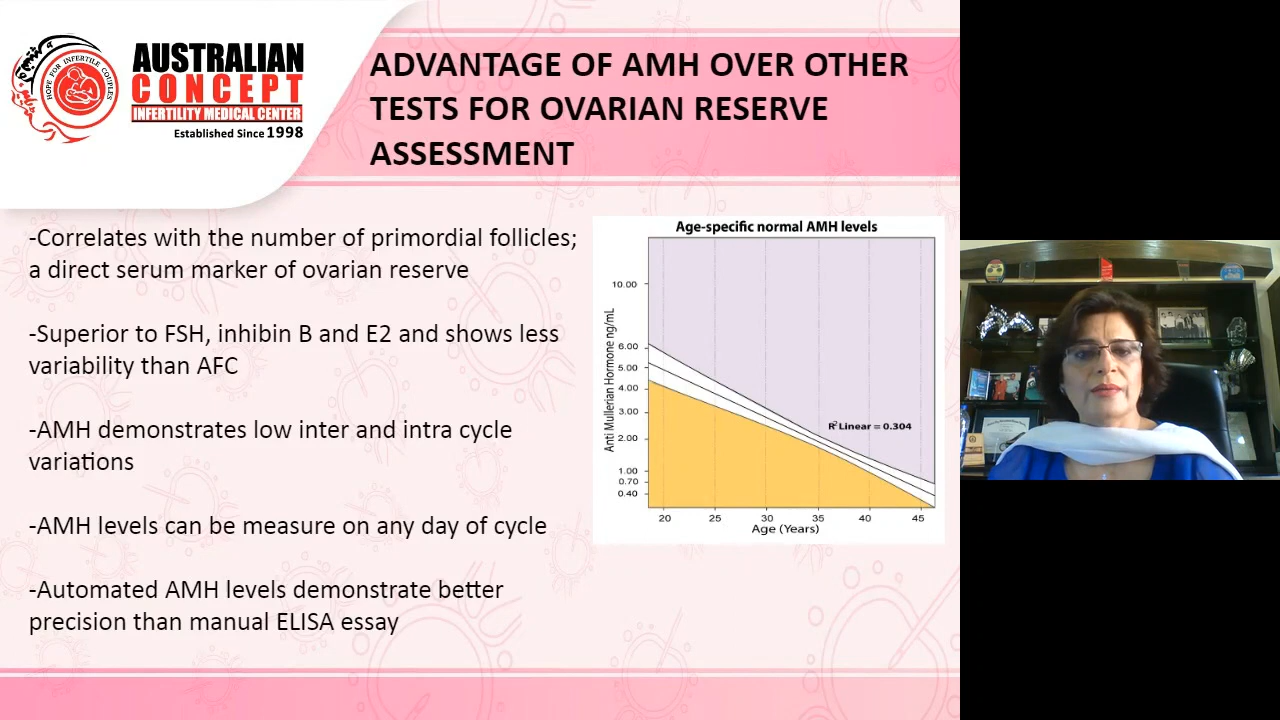 HOPE FOR INFERTILE COUPLES
AUSTRALIAN
CONCEPT
INFERTILITY MEDICAL CENTER
Established Since 1998
ADVANTAGE OF AMH OVER OTHER
TESTS FOR OVARIAN RESERVE
ASSESSMENT
-Correlates with the number of primordial follicles;
a direct serum marker of ovarian reserve
-Superior to FSH, inhibin B and E2 and shows less
variability than AFC
-AMH demonstrates low inter and intra cycle
variations
-AMH levels can be measure on any day of cycle
-Automated AMH levels demonstrate better
precision than manual ELISA essay
Age-specific normal AMH levels
Anti Mullerian Hormone ng/mL
10.00
6.00
5.00
4.00
3.00
2.00
1.00
0.70
0.40
R² Linear = 0.304
20 25 30 35 40 45
Age (Years)